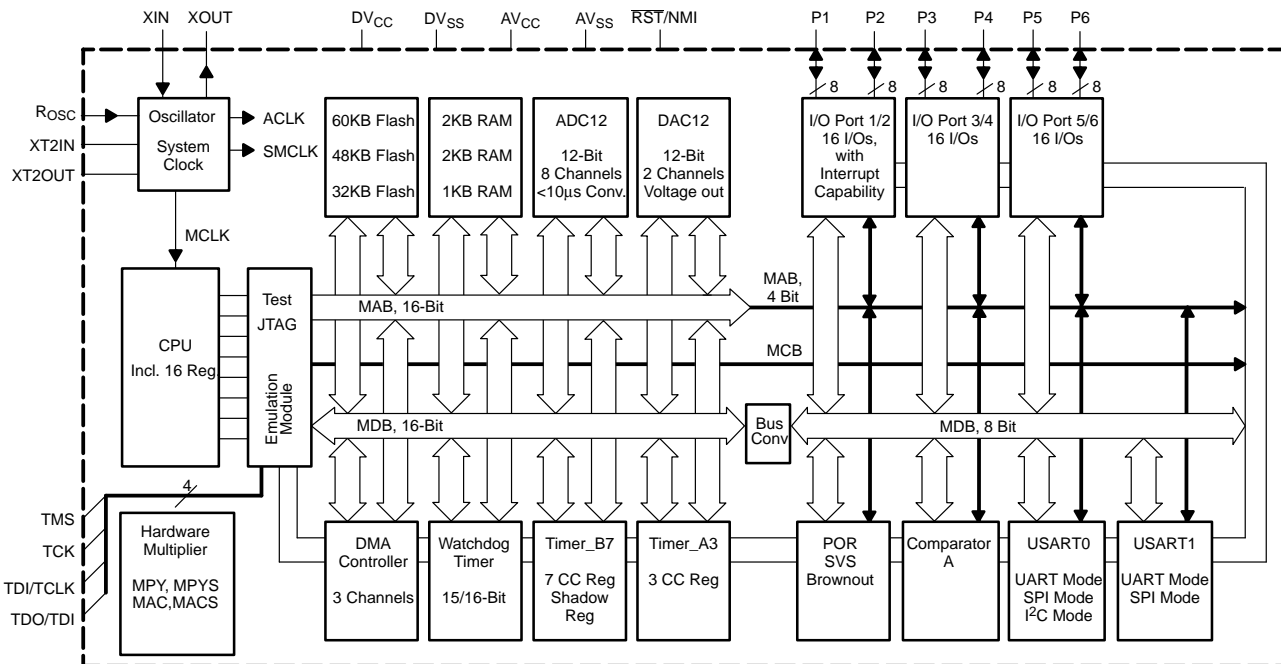 XIN
XOUT
DVCC
DVSS
AVCC
AVSS
RST/NMI
P1
P2
P3
P4
P5
P6
8
8
8
8
8
8
ROSC
XT2IN
XT2OUT
Oscillator
System
Clock
ACLK
SMCLK
MCLK
60KB Flash
48KB Flash
32KB Flash
2KB RAM
2KB RAM
1KB RAM
ADC12
12-Bit
8 Channels
<10µs Conv.
DAC12
12-Bit
2 Channels
Voltage out
I/O Port 1/2
16 I/Os,
with
Interrupt
Capability
I/O Port 3/4
16 I/Os
I/O Port 5/6
16 I/Os
CPU
Incl. 16 Reg.
Test
JTAG
Emulation
Module
MAB, 16-Bit
MAB,
4 Bit
MCB
MDB, 16-Bit
Bus
Conv
MDB, 8 Bit
4
TMS
TCK
TDI/TCLK
TDO/TDI
Hardware
Multiplier
MPY, MPYS
MAC,MACS
DMA
Controller
3 Channels
Watchdog
Timer
15/16-Bit
Timer_B7
7 CC Reg
Shadow
Reg
Timer_A3
3 CC Reg
POR
SVS
Brownout
Comparator
A
USART0
UART Mode
SPI Mode
I²C Mode
USART1
UART Mode
SPI Mode